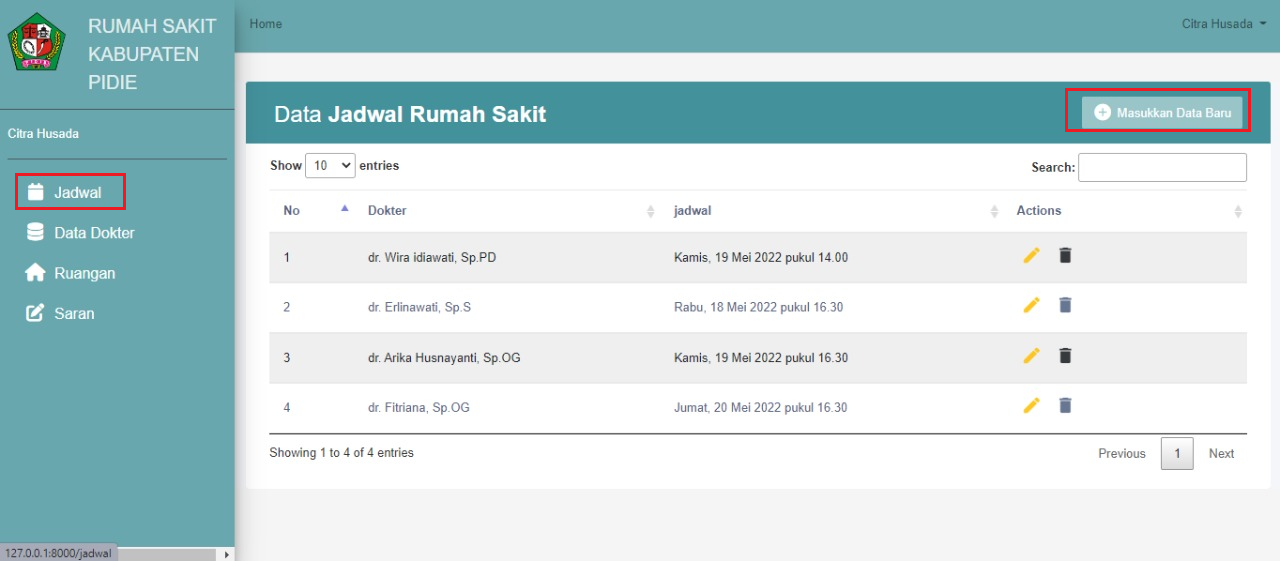 RUMAH SAKIT
KABUPATEN
PIDIE
Home
Citra Husada
Citra Husada
Jadwal
Data Dokter
Ruangan
Saran
Data Jadwal Rumah Sakit
Masukkan Data Baru
Show 10 entries
Search:
No Dokter jadwal Actions
1 dr. Wira idiawati, Sp.PD Kamis, 19 Mei 2022 pukul 14.00
2 dr. Erlinawati, Sp.S Rabu, 18 Mei 2022 pukul 16.30
3 dr. Arika Husnayanti, Sp.OG Kamis, 19 Mei 2022 pukul 16.30
4 dr. Fitriana, Sp.OG Jumat, 20 Mei 2022 pukul 16.30
Showing 1 to 4 of 4 entries
Previous 1 Next
127.0.0.1:8000/jadwal